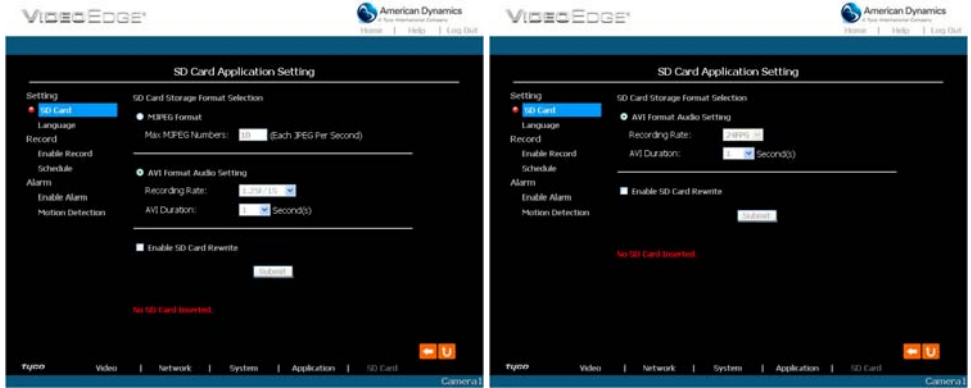 VIDEOEDGE
American Dynamics
A Tyco International Company
Home | Help | Log Out
SD Card Application Setting
Setting
SD Card
Language
Record
Enable Record
Schedule
Alarm
Enable Alarm
Motion Detection
SD Card Storage Format Selection
MJPEG Format
Max MJPEG Numbers: 10 (Each JPEG Per Second)
AVI Format Audio Setting
Recording Rate:
AVI Duration: 1 Second(s)
Enable SD Card Rewrite
Submit
No SD Card Inserted.
tyco Video | Network | System | Application | SD Card
Camera1
VIDEOEDGE
American Dynamics
A Tyco International Company
Home | Help | Log Out
SD Card Application Setting
Setting
SD Card
Language
Record
Enable Record
Schedule
Alarm
Enable Alarm
Motion Detection
SD Card Storage Format Selection
AVI Format Audio Setting
Recording Rate: 24FPS
AVI Duration: 1 Second(s)
Enable SD Card Rewrite
Submit
No SD Card Inserted.
tyco Video | Network | System | Application | SD Card
Camera1